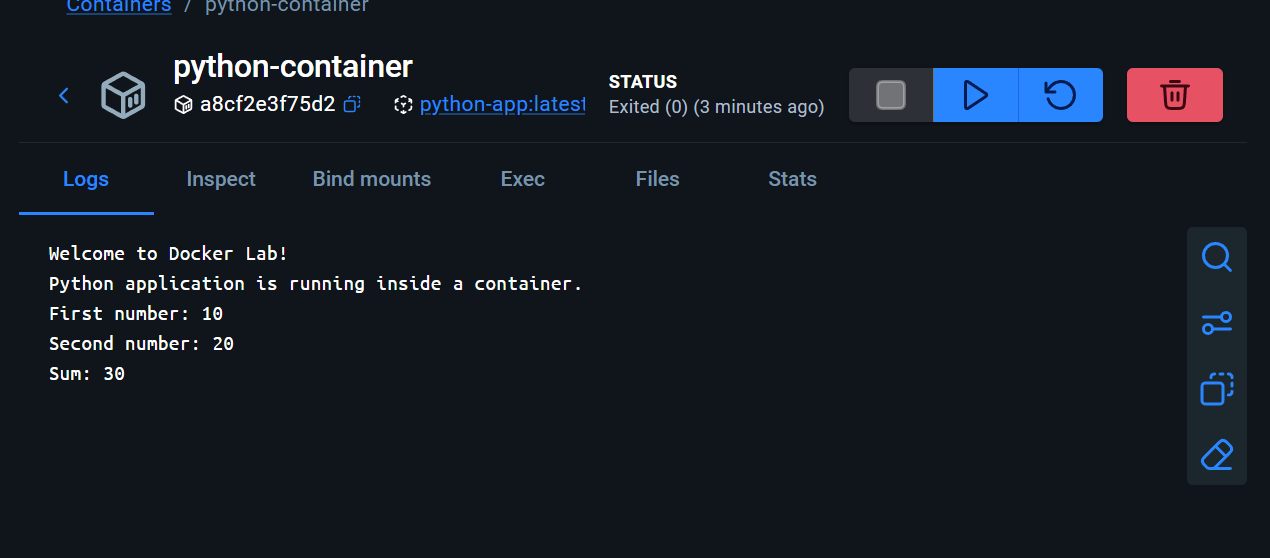 Containers / python-container
python-container
a8cf2e3f75d2 python-app:latest
STATUS
Exited (0) (3 minutes ago)
Logs Inspect Bind mounts Exec Files Stats
Welcome to Docker Lab!
Python application is running inside a container.
First number: 10
Second number: 20
Sum: 30